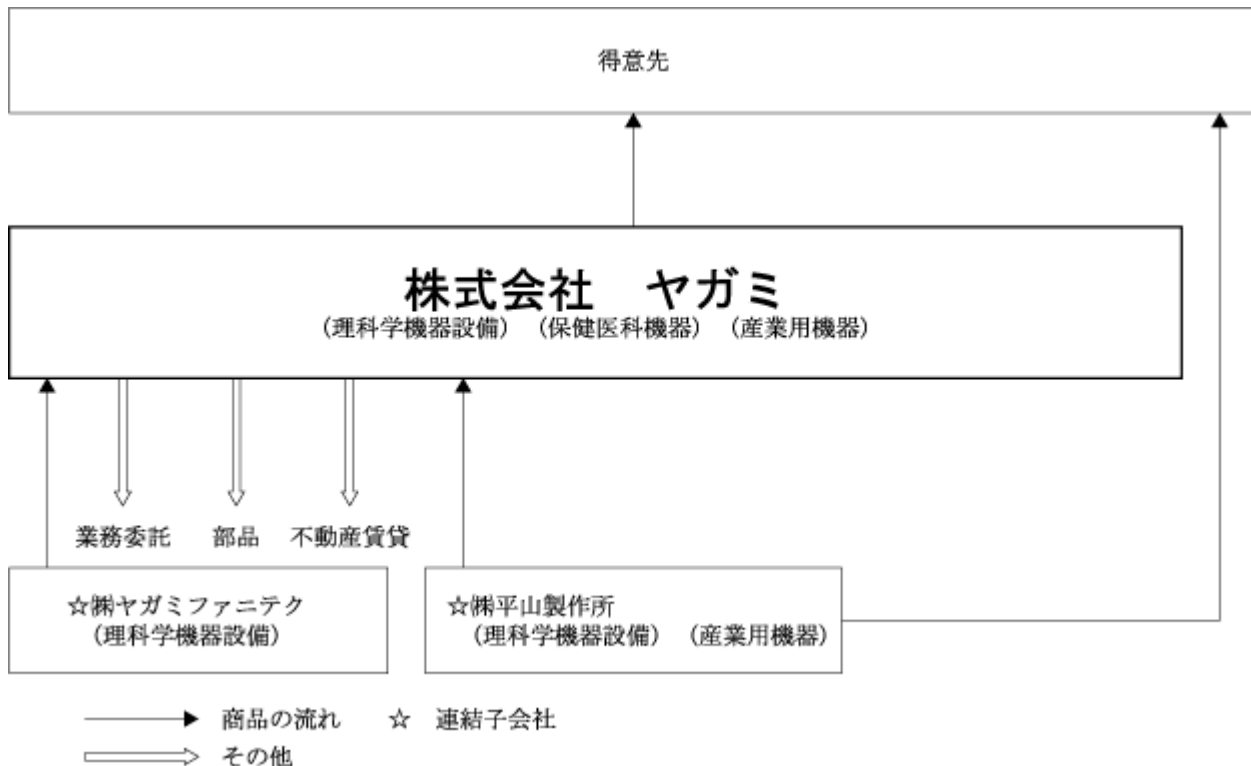 得意先
株式会社　ヤガミ
（理科学機器設備）（保健医科機器）（産業用機器）
業務委託　部品　不動産賃貸
☆㈱ヤガミファニテク
（理科学機器設備）
☆㈱平山製作所
（理科学機器設備）（産業用機器）
商品の流れ　☆　連結子会社
その他